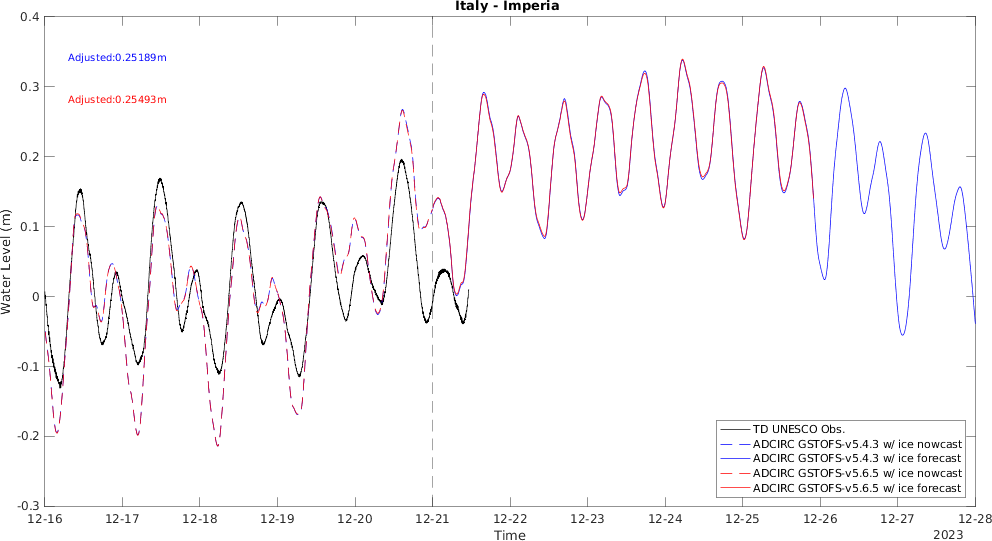 Italy - Imperia
Adjusted:0.25189m
Adjusted:0.25493m
Water Level (m)
0.4
0.3
0.2
0.1
0
-0.1
-0.2
-0.3
TD UNESCO Obs.
ADCIRC GSTOFS-v5.4.3 w/ ice nowcast
ADCIRC GSTOFS-v5.4.3 w/ ice forecast
ADCIRC GSTOFS-v5.6.5 w/ ice nowcast
ADCIRC GSTOFS-v5.6.5 w/ ice forecast
12-16 12-17 12-18 12-19 12-20 12-21 12-22 12-23 12-24 12-25 12-26 12-27 12-28
Time
2023